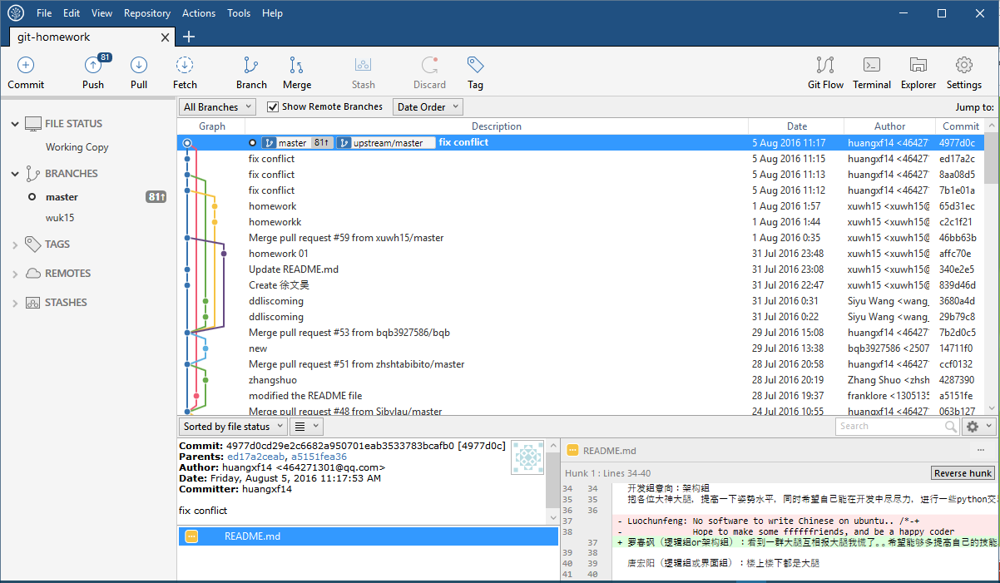 File Edit View Repository Actions Tools Help
git-homework
81
Commit Push Pull Fetch Branch Merge Stash Discard Tag Git Flow Terminal Explorer Settings
All Branches Show Remote Branches Date Order Jump to:
FILE STATUS
Working Copy
BRANCHES
master 81↑
wuk15
TAGS
REMOTES
STASHES
Graph Description Date Author Commit
master 81↑ upstream/master fix conflict 5 Aug 2016 11:17 huangxf14 <46427 4977d0c
fix conflict 5 Aug 2016 11:15 huangxf14 <46427 ed17a2c
fix conflict 5 Aug 2016 11:13 huangxf14 <46427 8aa08d5
fix conflict 5 Aug 2016 11:12 huangxf14 <46427 7b1e01a
homework 1 Aug 2016 1:57 xuwh15 <xuwh15@ 65d31ec
homeworkk 1 Aug 2016 1:44 xuwh15 <xuwh15@ c2c1f21
Merge pull request #59 from xuwh15/master 1 Aug 2016 0:35 xuwh15 <xuwh15@ 46bb63b
homework 01 31 Jul 2016 23:48 xuwh15 <xuwh15@ affc70e
Update README.md 31 Jul 2016 23:08 xuwh15 <xuwh15@ 340e2e5
Create 徐文昊 31 Jul 2016 22:47 xuwh15 <xuwh15@ 839d46d
ddliscoming 31 Jul 2016 0:31 Siyu Wang <wang_ 3680a4d
ddliscoming 31 Jul 2016 0:22 Siyu Wang <wang_ 29b79c8
Merge pull request #53 from bqb3927586/bqb 29 Jul 2016 15:08 huangxf14 <46427 7b2d0c5
new 29 Jul 2016 13:38 bqb3927586 <2507 14711f0
Merge pull request #51 from zhshtabibito/master 28 Jul 2016 20:58 huangxf14 <46427 ccf0132
zhangshuo 28 Jul 2016 20:19 Zhang Shuo <zhsh 4287390
modified the README file 28 Jul 2016 19:37 franklore <1305135 a5151fe
Merge pull request #48 from Sibylau/master 24 Jul 2016 10:55 huangxf14 <46427 063b127
Sorted by file status Search
Commit: 4977d0cd29e2c6682a950701eab3533783bcafb0 [4977d0c]
Parents: ed17a2ceab, a5151fea36
Author: huangxf14 <464271301@qq.com>
Date: Friday, August 5, 2016 11:17:53 AM
Committer: huangxf14
fix conflict
README.md
README.md
Hunk 1 : Lines 34-40 Reverse hunk
34 34 开发组意向：架构组
35 35 抱各位大神大腿，提高一下姿势水平，同时希望自己能在开发中尽尽力，进行一些python交
36 36
37 - Luochunfeng: No software to write Chinese on ubuntu.. /*-+
38 - Hope to make some ffffffriends, and be a happy coder
37 + 罗春飒（逻辑组or架构组）：看到一群大腿互相报大腿我慌了。。希望能够多提高自己的技能
39 38
40 39 唐宏阳（逻辑组或界面组）：楼上楼下都是大腿
41 40